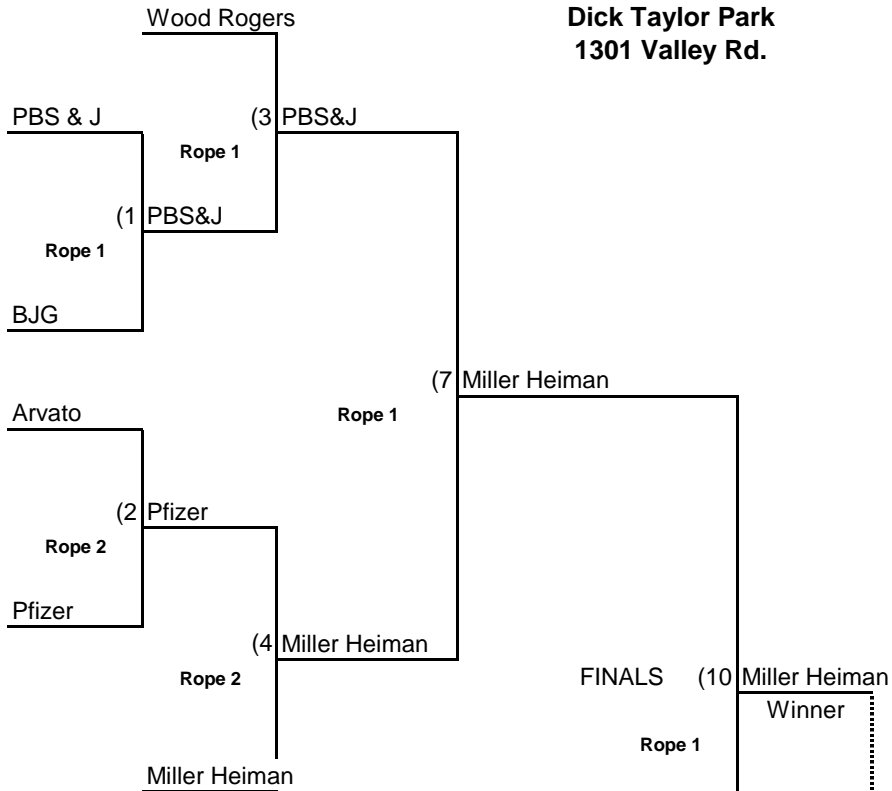 Wood Rogers
Dick Taylor Park
1301 Valley Rd.
PBS & J
(3 PBS&J
Rope 1
(1 PBS&J
Rope 1
BJG
(7 Miller Heiman
Arvato
Rope 1
(2 Pfizer
Rope 2
Pfizer
(4 Miller Heiman
Rope 2
FINALS (10 Miller Heiman
Winner
Rope 1
Miller Heiman